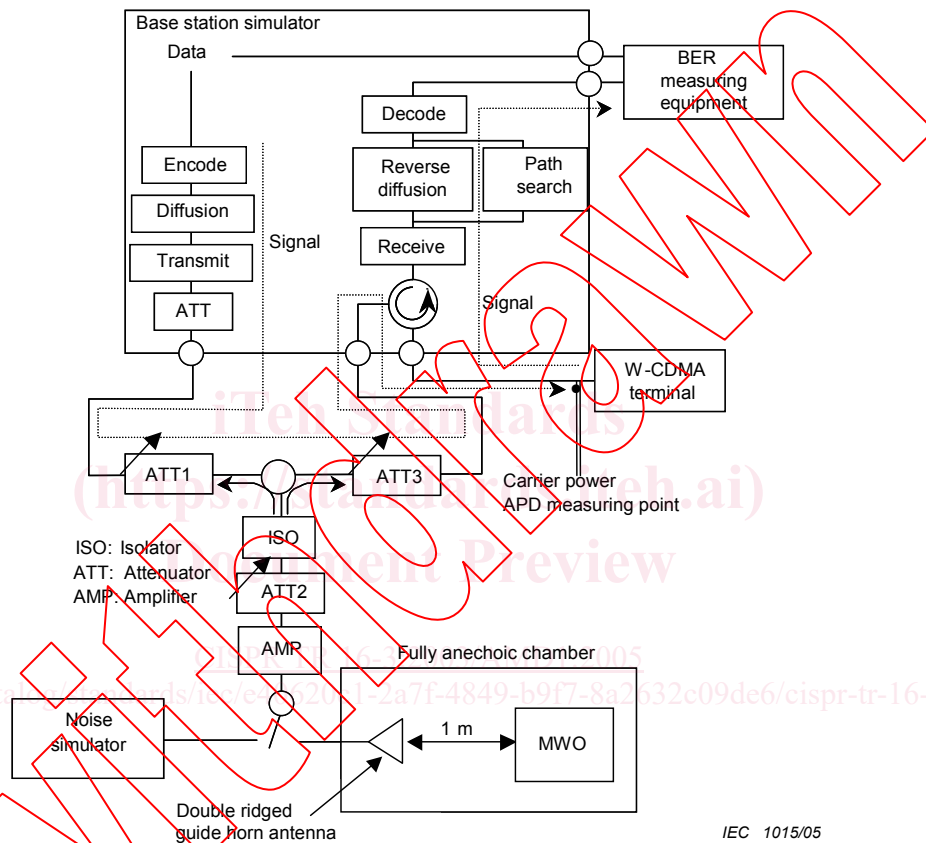 Base station simulator
Data
BER
measuring
equipment
Decode
Encode
Reverse
diffusion
Path
search
Diffusion
Signal
Receive
Transmit
ATT
Signal
W-CDMA
terminal
iTeh Standards
ATT1
ATT3
(https://standards.iteh.ai)
Carrier power
APD measuring point
ISO
ISO: Isolator
ATT: Attenuator
AMP: Amplifier
Document Preview
ATT2
AMP
Fully anechoic chamber
Noise
simulator
1 m
MWO
Double ridged
guide horn antenna
IEC 1015/05
Withdrawn